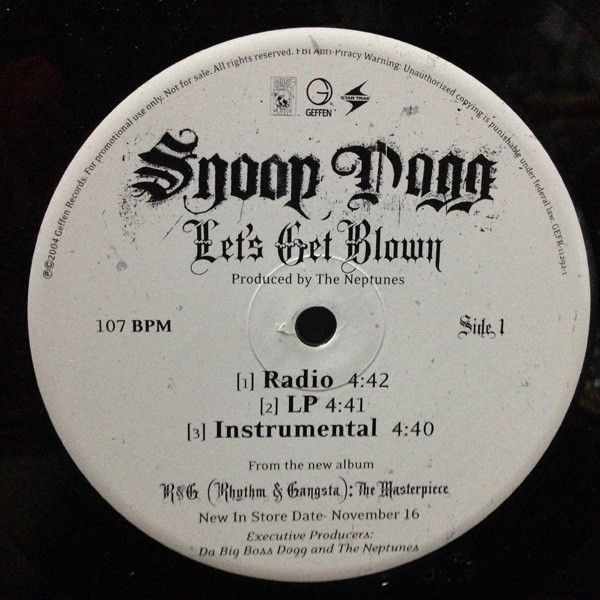 ℗©2004 Geffen Records. For promotional use only. Not for sale. All rights reserved. FBI Anti-Piracy Warning: Unauthorized copying is punishable under federal law. GEFR-11292-1
GEFFEN
STAR TRAK
Snoop Dogg
Let's Get Blown
Produced by The Neptunes
107 BPM
Side 1
[1] Radio 4:42
[2] LP 4:41
[3] Instrumental 4:40
From the new album
R&G (Rhythm & Gangsta): The Masterpiece
New In Store Date- November 16
Executive Producers:
Da Big Boss Dogg and The Neptunes